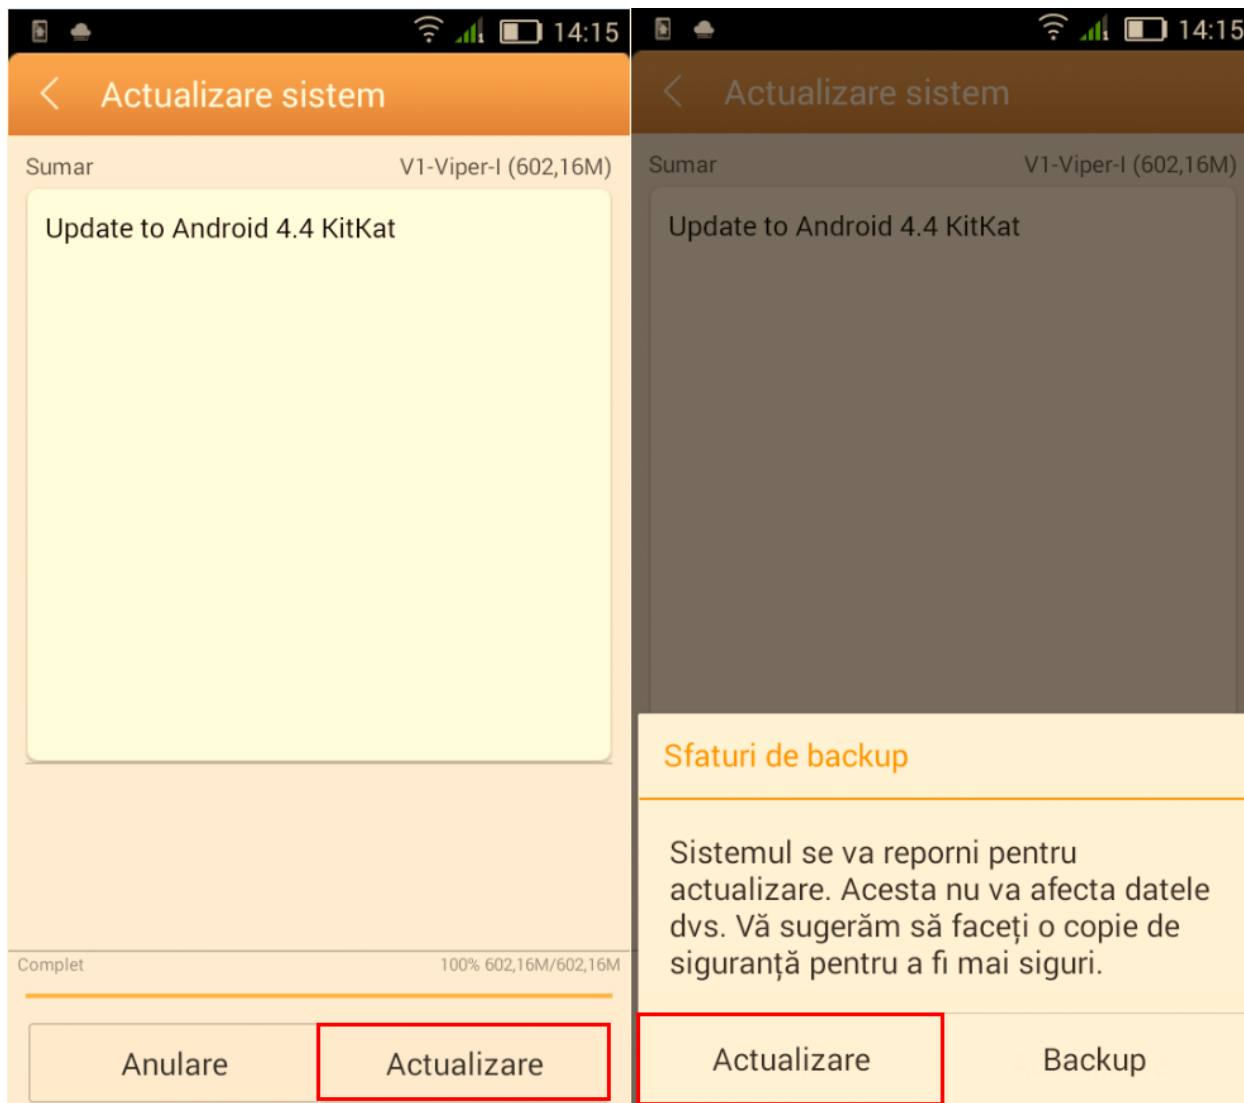 14:15
Actualizare sistem
Sumar V1-Viper-I (602,16M)
Update to Android 4.4 KitKat
Complet 100% 602,16M/602,16M
Anulare Actualizare
14:15
Actualizare sistem
Sumar V1-Viper-I (602,16M)
Update to Android 4.4 KitKat
Sfaturi de backup
Sistemul se va reporni pentru
actualizare. Acesta nu va afecta datele
dvs. Vă sugerăm să faceți o copie de
siguranță pentru a fi mai siguri.
Actualizare Backup